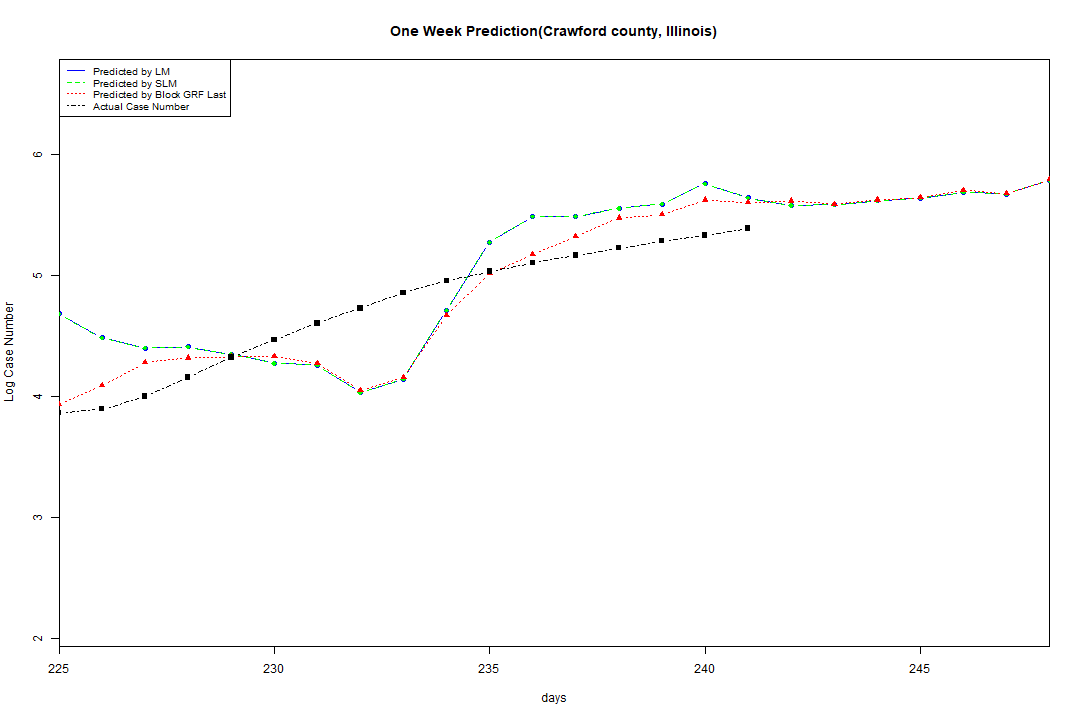 One Week Prediction(Crawford county, Illinois)
Predicted by LM
Predicted by SLM
Predicted by Block GRF Last
Actual Case Number
Log Case Number
6
5
4
3
2
225 230 235 240 245
days